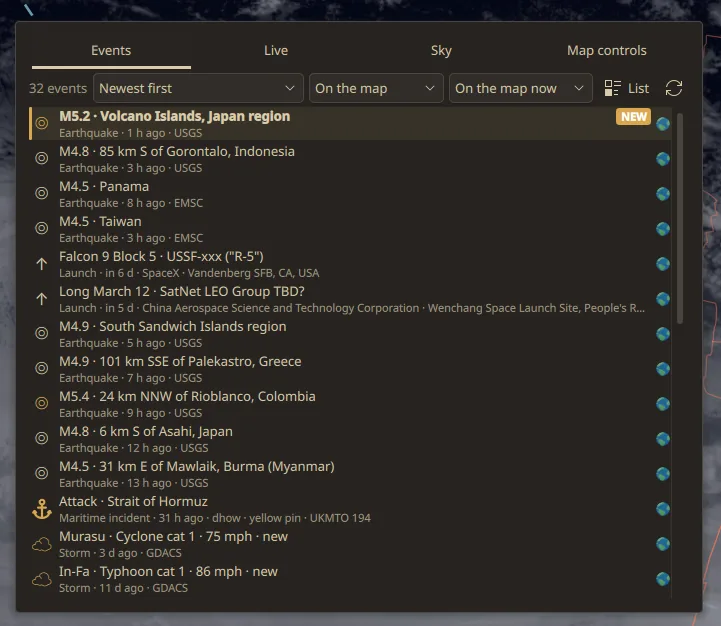 Events
Live
Sky
Map controls
32 events
Newest first
On the map
On the map now
List
M5.2 · Volcano Islands, Japan region
NEW
Earthquake · 1 h ago · USGS
M4.8 · 85 km S of Gorontalo, Indonesia
Earthquake · 3 h ago · USGS
M4.5 · Panama
Earthquake · 8 h ago · EMSC
M4.5 · Taiwan
Earthquake · 3 h ago · EMSC
Falcon 9 Block 5 · USSF-xxx ("R-5")
Launch · in 6 d · SpaceX · Vandenberg SFB, CA, USA
Long March 12 · SatNet LEO Group TBD?
Launch · in 5 d · China Aerospace Science and Technology Corporation · Wenchang Space Launch Site, People's R...
M4.9 · South Sandwich Islands region
Earthquake · 5 h ago · USGS
M4.9 · 101 km SSE of Palekastro, Greece
Earthquake · 7 h ago · USGS
M5.4 · 24 km NNW of Rioblanco, Colombia
Earthquake · 9 h ago · USGS
M4.8 · 6 km S of Asahi, Japan
Earthquake · 12 h ago · USGS
M4.5 · 31 km E of Mawlaik, Burma (Myanmar)
Earthquake · 13 h ago · USGS
Attack · Strait of Hormuz
Maritime incident · 31 h ago · dhow · yellow pin · UKMTO 194
Murasu · Cyclone cat 1 · 75 mph · new
Storm · 3 d ago · GDACS
In-Fa · Typhoon cat 1 · 86 mph · new
Storm · 11 d ago · GDACS